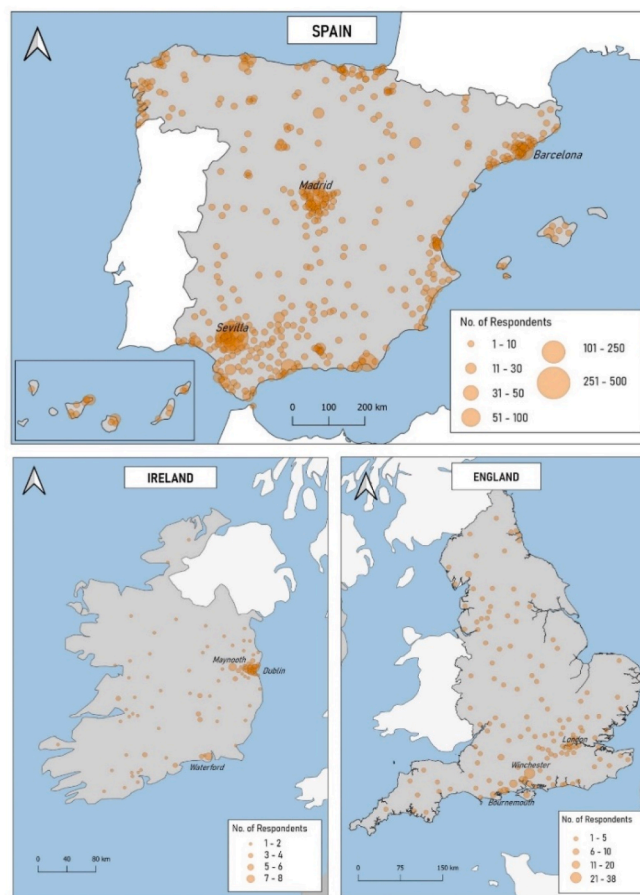 SPAIN
Barcelona
Madrid
Sevilla
No. of Respondents
1 - 10
11 - 30
31 - 50
51 - 100
101 - 250
251 - 500
0 100 200 km
IRELAND
Maynooth
Dublin
Waterford
No. of Respondents
1 - 2
3 - 4
5 - 6
7 - 8
0 40 80 km
ENGLAND
London
Winchester
Bournemouth
No. of Respondents
1 - 5
6 - 10
11 - 20
21 - 38
0 75 150 km